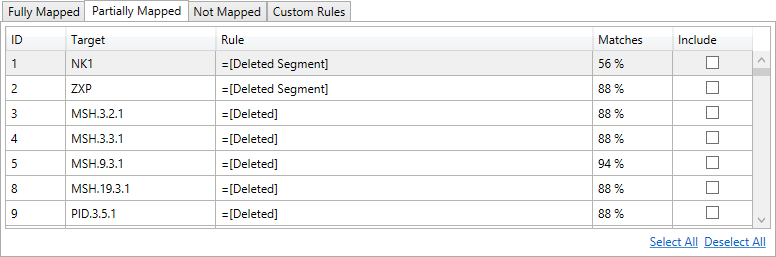 Fully Mapped Partially Mapped Not Mapped Custom Rules
ID Target Rule Matches Include
1 NK1 =[Deleted Segment] 56 %
2 ZXP =[Deleted Segment] 88 %
3 MSH.3.2.1 =[Deleted] 88 %
4 MSH.3.3.1 =[Deleted] 88 %
5 MSH.9.3.1 =[Deleted] 94 %
8 MSH.19.3.1 =[Deleted] 88 %
9 PID.3.5.1 =[Deleted] 88 %
Select All Deselect All